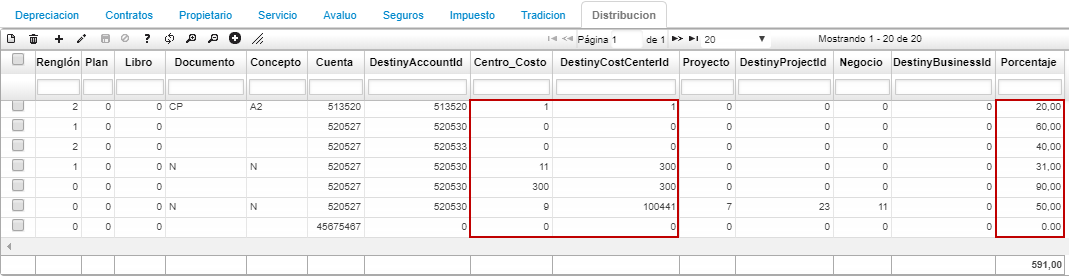 Depreciacion Contratos Propietario Servicio Avaluo Seguros Impuesto Tradicion Distribucion
Página 1 de 1 20 Mostrando 1 - 20 de 20
Renglón Plan Libro Documento Concepto Cuenta DestinyAccountId Centro_Costo DestinyCostCenterId Proyecto DestinyProjectId Negocio DestinyBusinessId Porcentaje
2 0 0 CP A2 513520 513520 1 1 0 0 0 0 20,00
1 0 0 520527 520530 0 0 0 0 0 0 60,00
2 0 0 520527 520533 0 0 0 0 0 0 40,00
1 0 0 N N 520527 520530 11 300 0 0 0 0 31,00
0 0 0 520527 520530 300 300 0 0 0 0 90,00
0 0 0 N N 520527 520530 9 100441 7 23 11 0 50,00
0 0 0 45675467 0 0 0 0 0 0 0 0.00
591,00